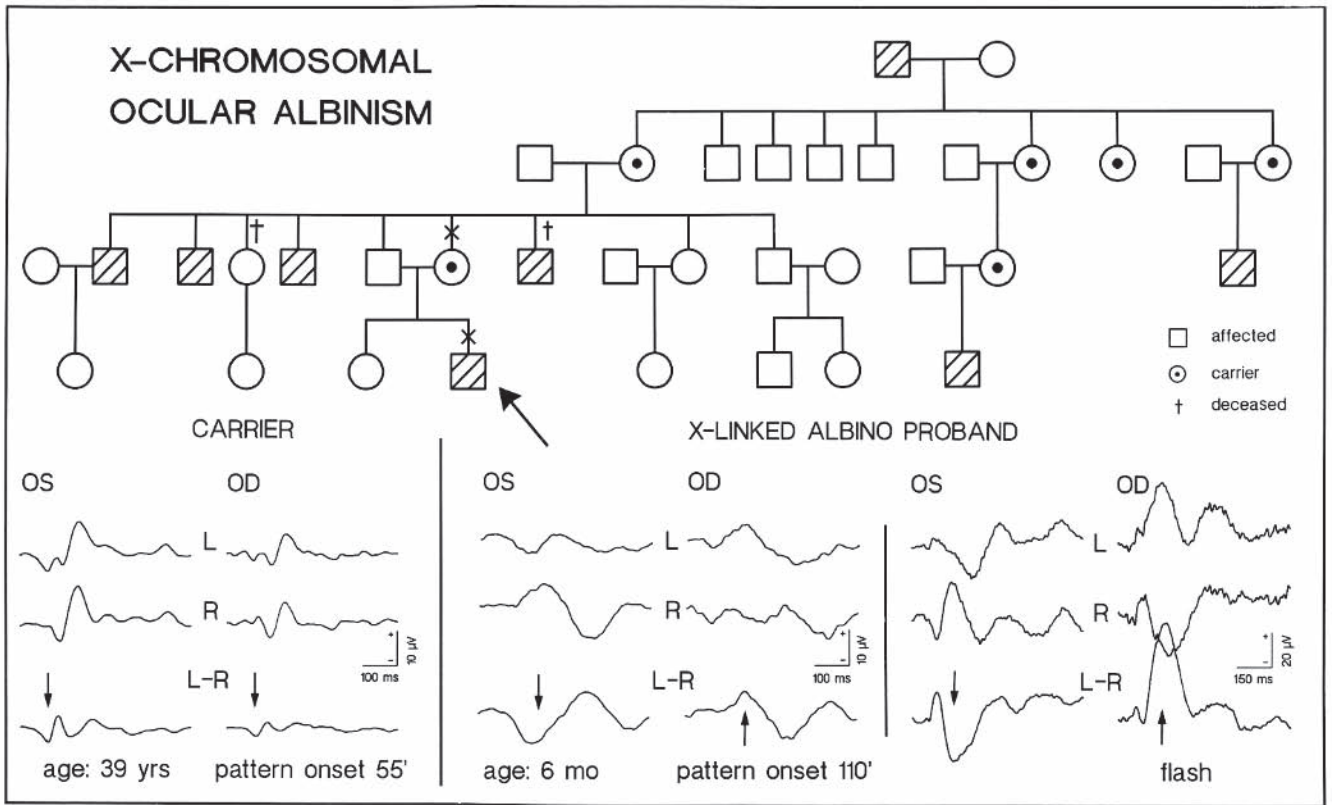 X-CHROMOSOMAL
OCULAR ALBINISM
†
×
†
×
affected
carrier
† deceased
CARRIER
X-LINKED ALBINO PROBAND
OS OD
OS OD
OS OD
L
L
L
R
R
R
+
-
10 µV
100 ms
+
-
10 µV
100 ms
+
-
20 µV
150 ms
L-R
L-R
L-R
age: 39 yrs pattern onset 55'
age: 6 mo pattern onset 110'
flash